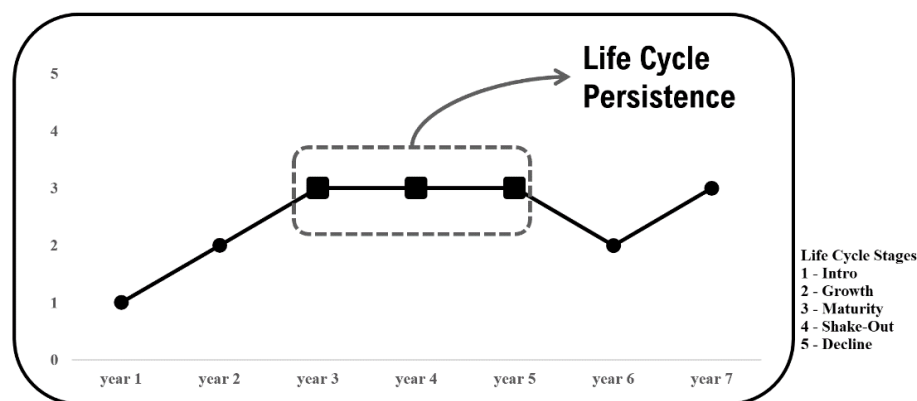 Life Cycle
Persistence
5
4
3
2
1
0
year 1
year 2
year 3
year 4
year 5
year 6
year 7
Life Cycle Stages
1 - Intro
2 - Growth
3 - Maturity
4 - Shake-Out
5 - Decline